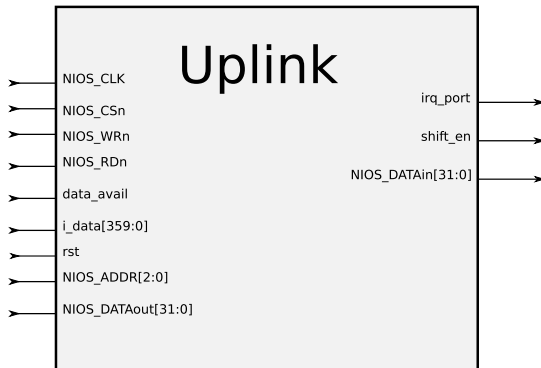 Uplink
NIOS_CLK
NIOS_CSn
NIOS_WRn
NIOS_RDn
data_avail
i_data[359:0]
rst
NIOS_ADDR[2:0]
NIOS_DATAout[31:0]
irq_port
shift_en
NIOS_DATAin[31:0]